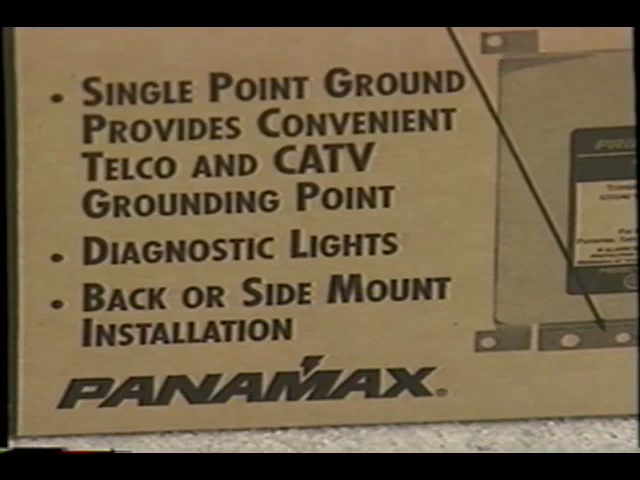 • SINGLE POINT GROUND
PROVIDES CONVENIENT
TELCO AND CATV
GROUNDING POINT
• DIAGNOSTIC LIGHTS
• BACK OR SIDE MOUNT
INSTALLATION
PANAMAX®